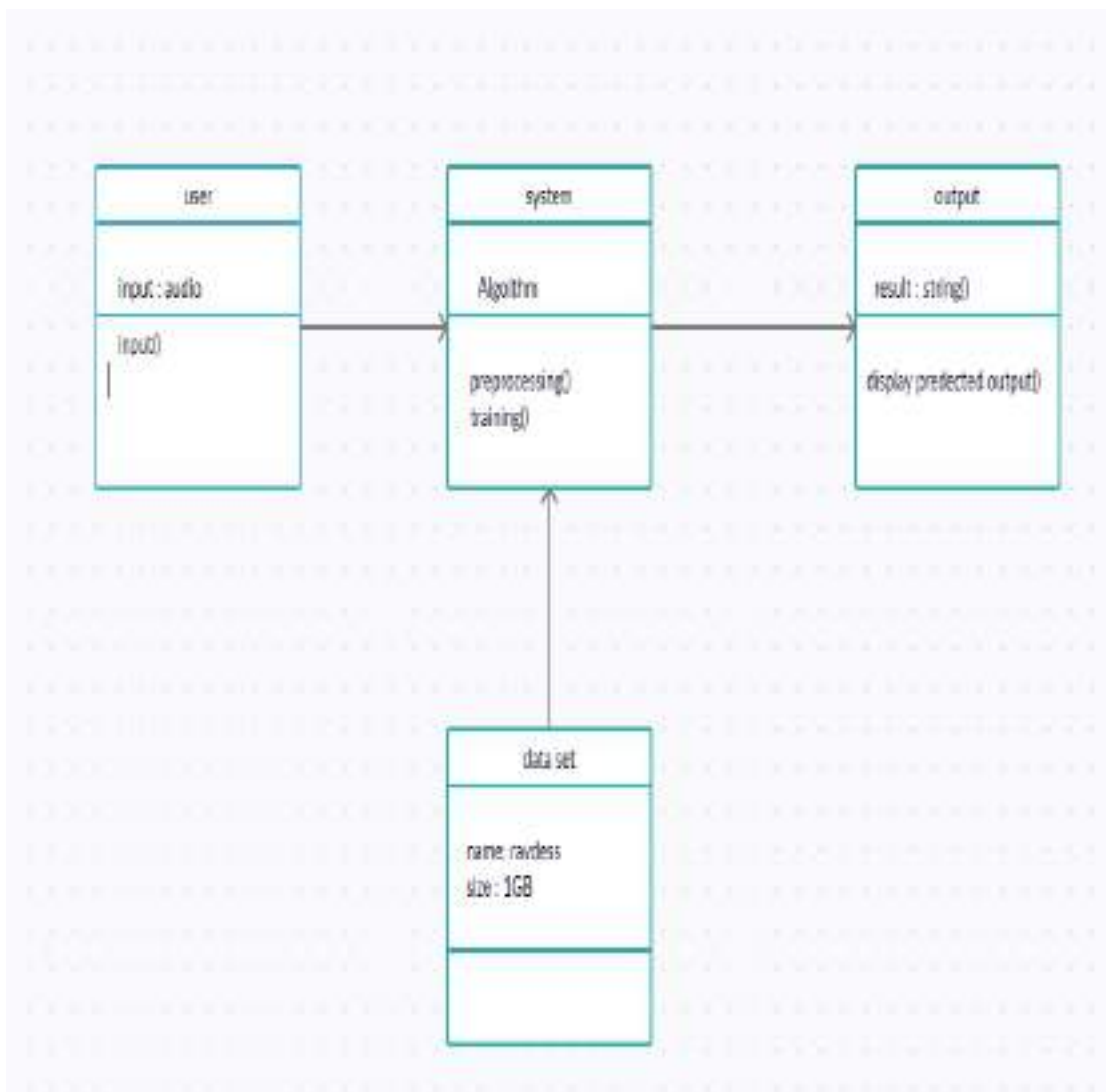 user
input : audio
input()
system
Algoithm
preprocessing()
training()
output
result : string()
display predected output()
data set
name: ravdess
size : 1GB